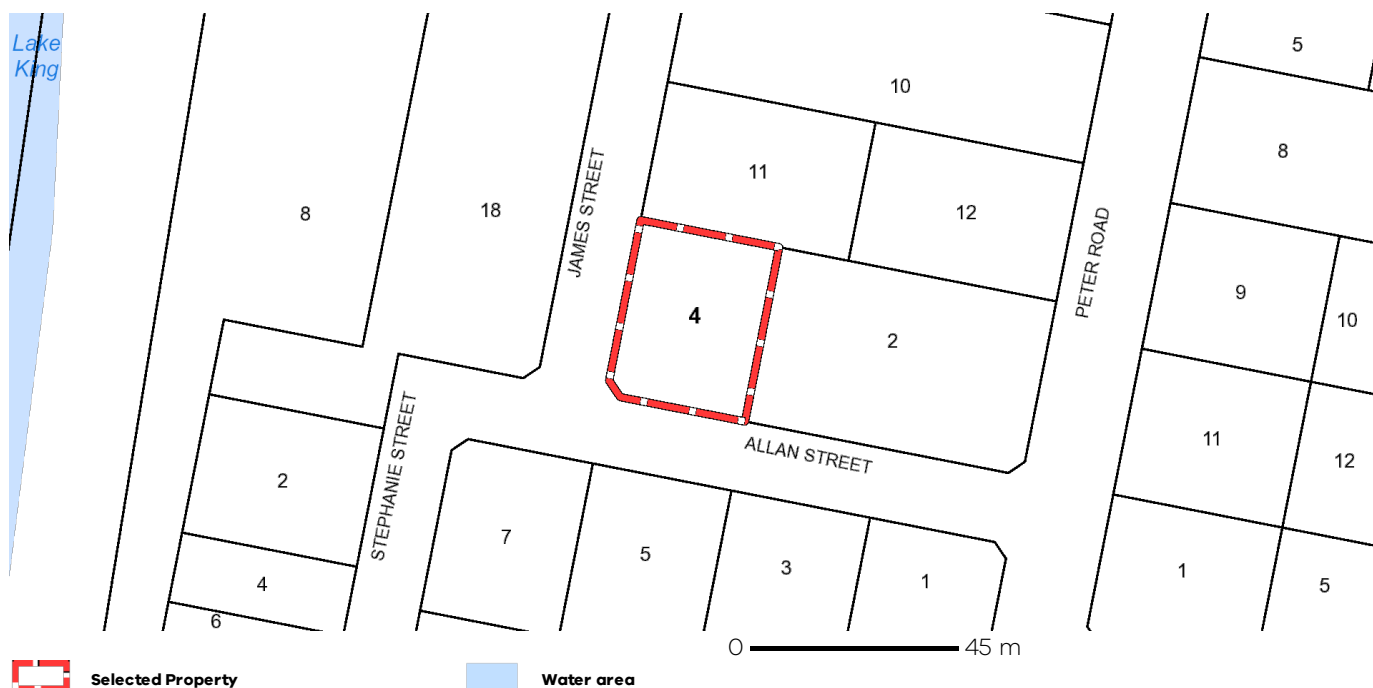 Lake
King
5
10
8
11
8
18
12
JAMES STREET
PETER ROAD
9
4
10
2
11
12
ALLAN STREET
2
STEPHANIE STREET
7
5
3
1
1
4
5
6
0 45 m
Selected Property
Water area